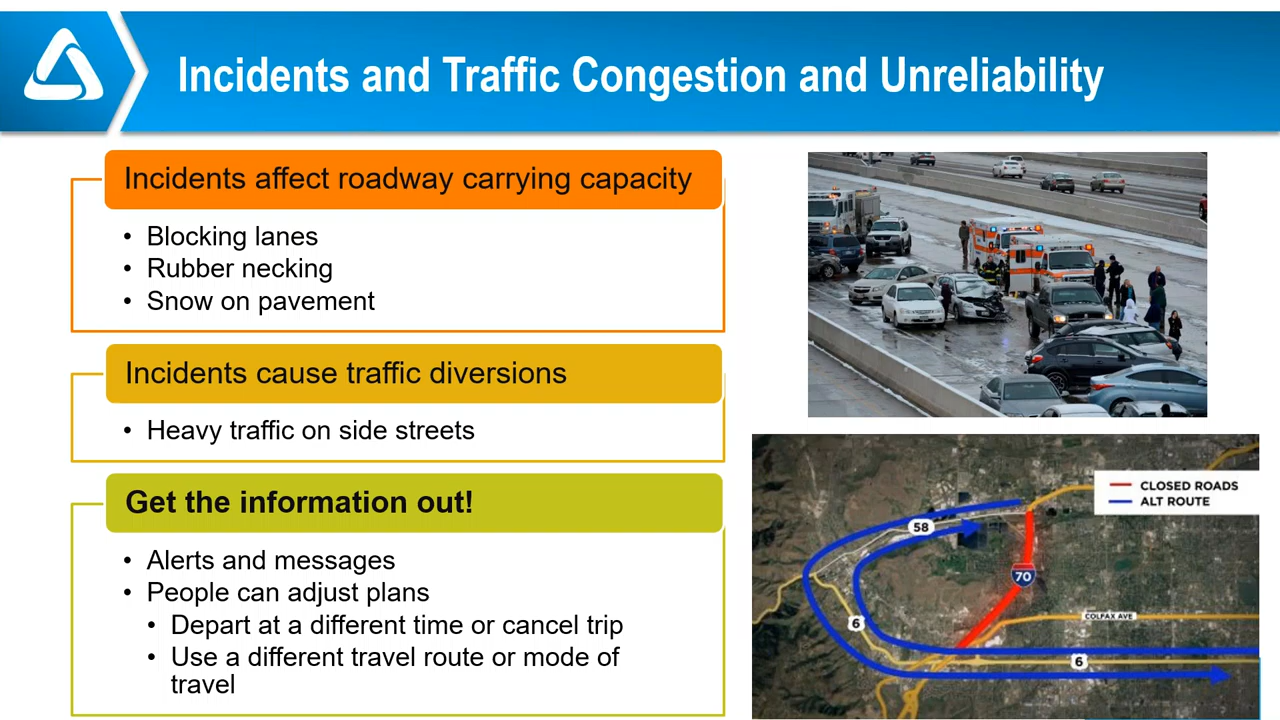 Incidents and Traffic Congestion and Unreliability
Incidents affect roadway carrying capacity
• Blocking lanes
• Rubber necking
• Snow on pavement
Incidents cause traffic diversions
• Heavy traffic on side streets
Get the information out!
• Alerts and messages
• People can adjust plans
• Depart at a different time or cancel trip
• Use a different travel route or mode of
travel
CLOSED ROADS
ALT ROUTE
58
70
6
COLFAX AVE
6